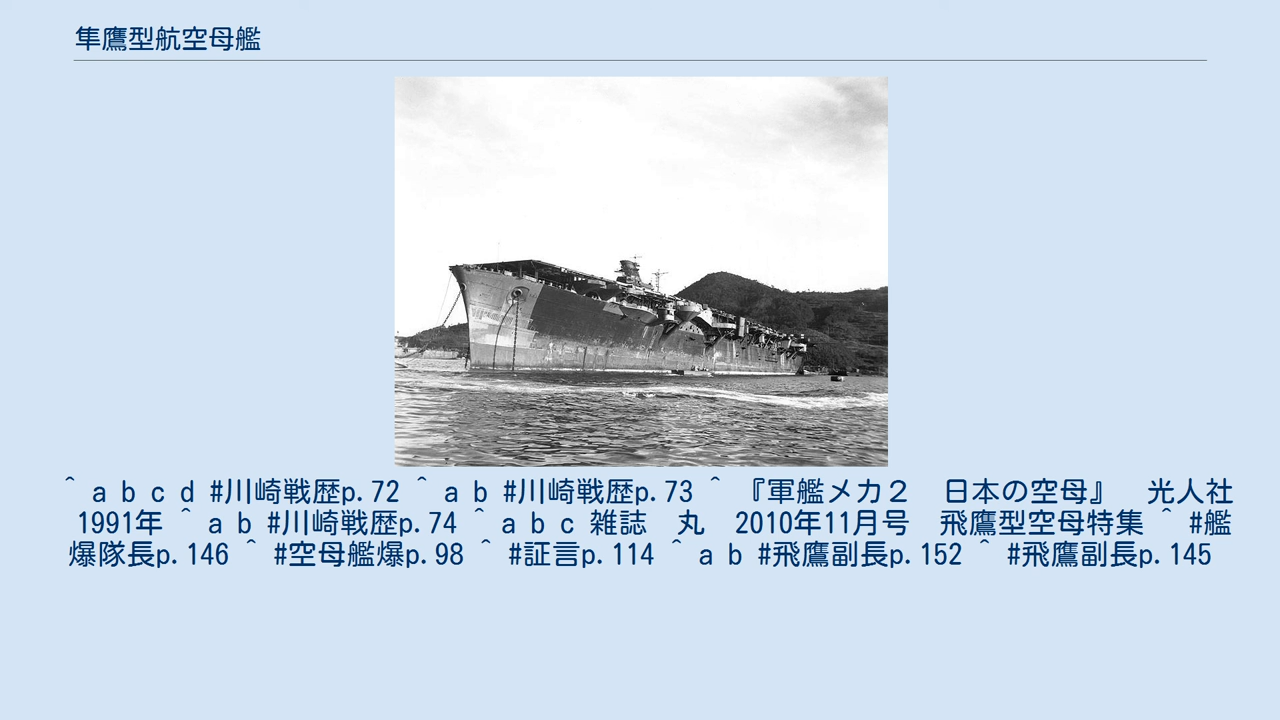 隼鷹型航空母艦
^ a b c d #川崎戦歴p.72 ^ a b #川崎戦歴p.73 ^ 『軍艦メカ２　日本の空母』　光人社
1991年 ^ a b #川崎戦歴p.74 ^ a b c 雑誌　丸　2010年11月号　飛鷹型空母特集 ^ #艦
爆隊長p.146 ^ #空母艦爆p.98 ^ #証言p.114 ^ a b #飛鷹副長p.152 ^ #飛鷹副長p.145